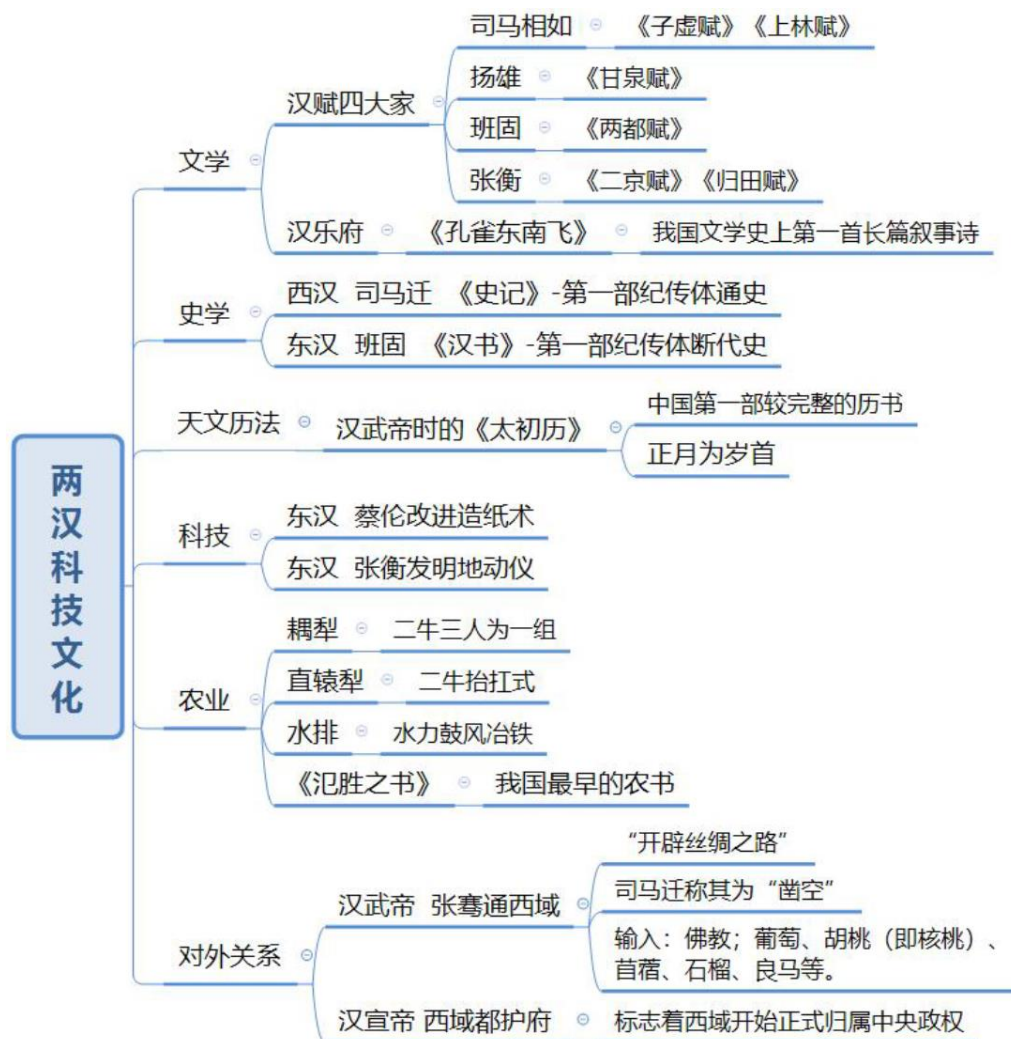 两汉科技文化
文学
汉赋四大家
司马相如
《子虚赋》《上林赋》
扬雄
《甘泉赋》
班固
《两都赋》
张衡
《二京赋》《归田赋》
汉乐府
《孔雀东南飞》
我国文学史上第一首长篇叙事诗
史学
西汉 司马迁 《史记》-第一部纪传体通史
东汉 班固 《汉书》-第一部纪传体断代史
天文历法
汉武帝时的《太初历》
中国第一部较完整的历书
正月为岁首
科技
东汉 蔡伦改进造纸术
东汉 张衡发明地动仪
农业
耦犁
二牛三人为一组
直辕犁
二牛抬扛式
水排
水力鼓风冶铁
《氾胜之书》
我国最早的农书
对外关系
汉武帝 张骞通西域
“开辟丝绸之路”
司马迁称其为“凿空”
输入：佛教；葡萄、胡桃（即核桃）、
苜蓿、石榴、良马等。
汉宣帝 西域都护府
标志着西域开始正式归属中央政权